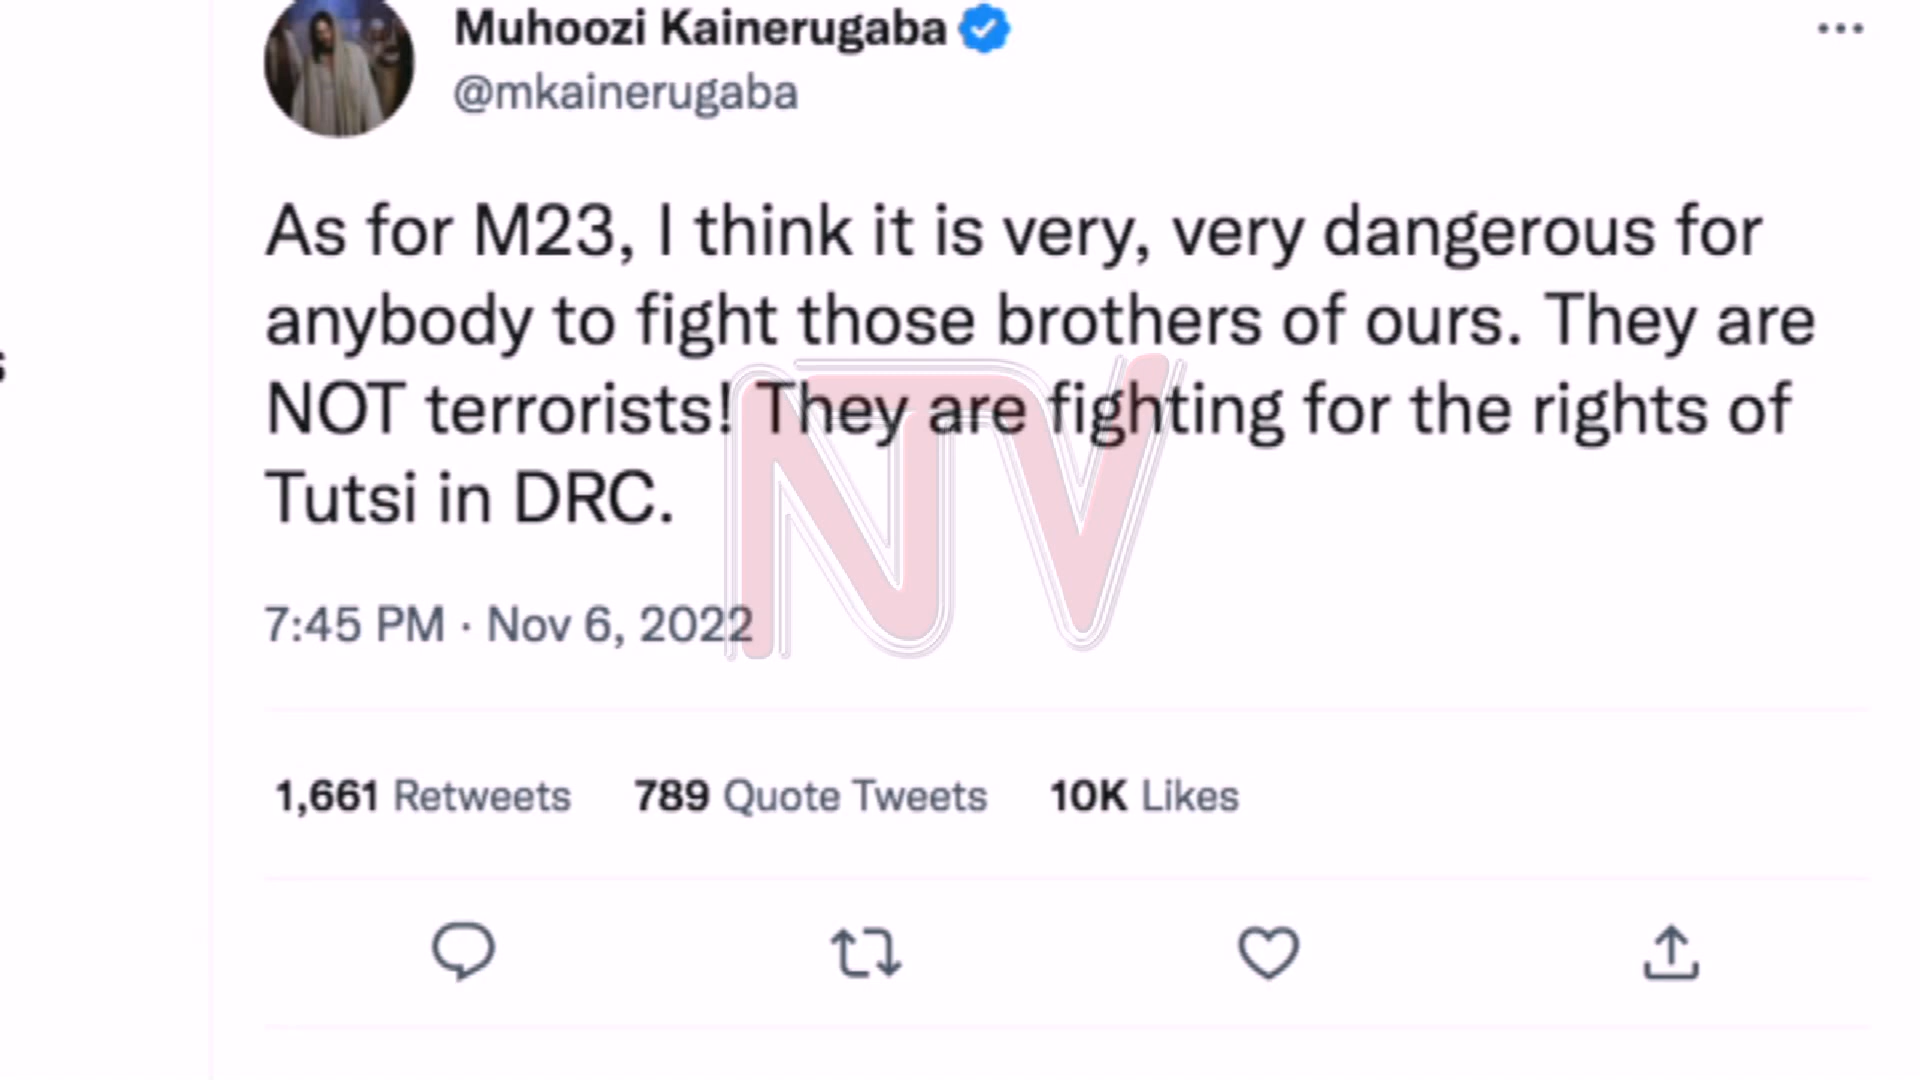 Muhoozi Kainerugaba
@mkainerugaba
As for M23, I think it is very, very dangerous for
anybody to fight those brothers of ours. They are
NOT terrorists! They are fighting for the rights of
Tutsi in DRC.
NTV
7:45 PM · Nov 6, 2022
1,661 Retweets 789 Quote Tweets 10K Likes